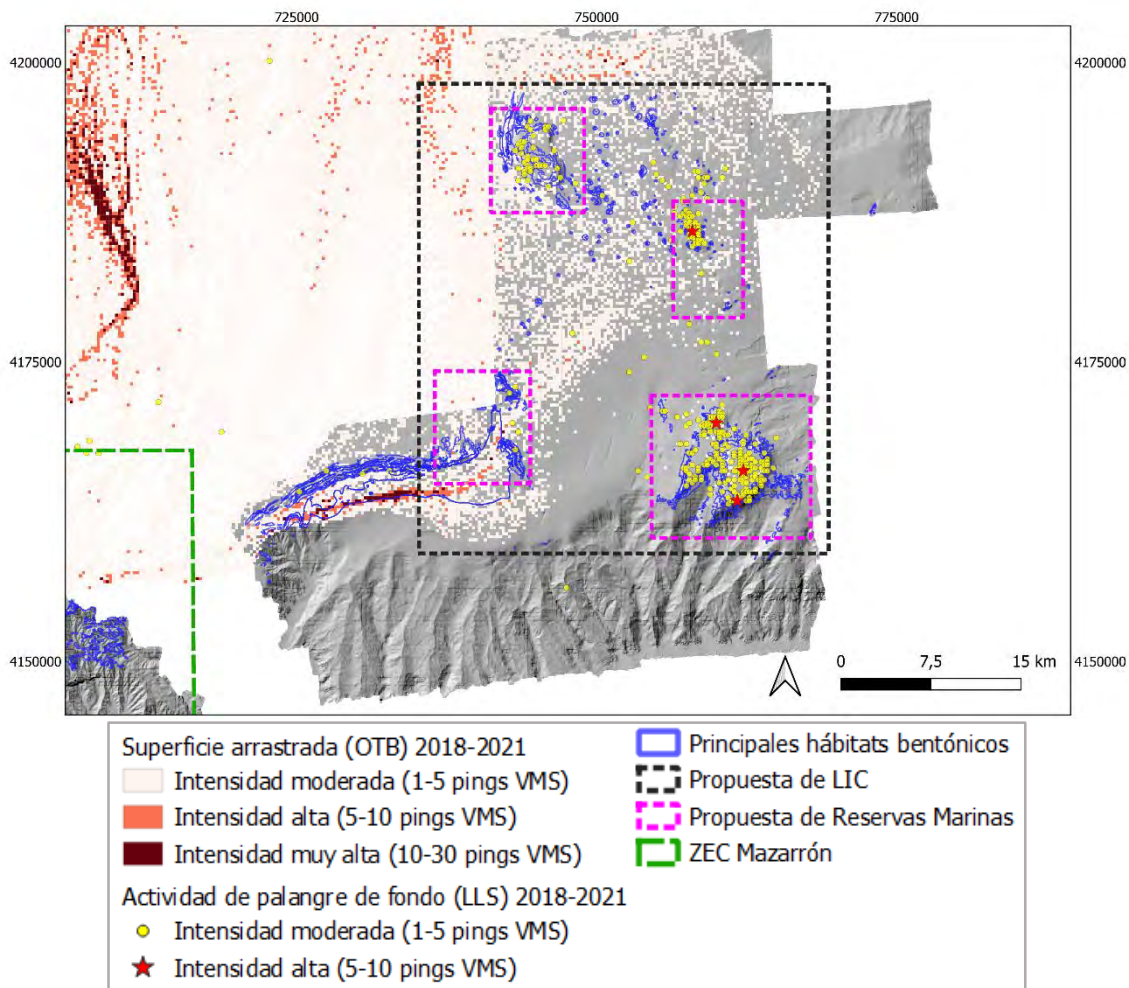 725000 750000 775000
4200000 4200000
4175000 4175000
4150000 4150000
0 7,5 15 km
Superficie arrastrada (OTB) 2018-2021
Intensidad moderada (1-5 pings VMS)
Intensidad alta (5-10 pings VMS)
Intensidad muy alta (10-30 pings VMS)
Actividad de palangre de fondo (LLS) 2018-2021
Intensidad moderada (1-5 pings VMS)
Intensidad alta (5-10 pings VMS)
Principales hábitats bentónicos
Propuesta de LIC
Propuesta de Reservas Marinas
ZEC Mazarrón